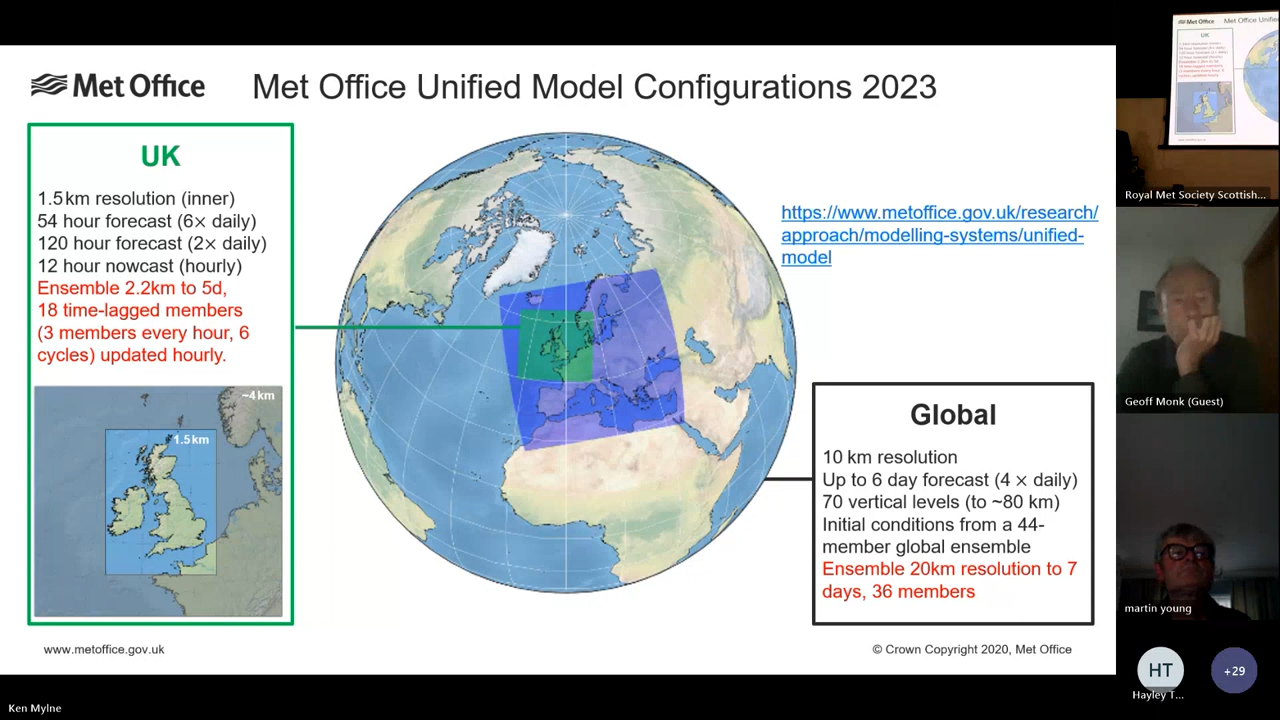 Met Office
Met Office Unified Model Configurations 2023
UK
1.5km resolution (inner)
54 hour forecast (6× daily)
120 hour forecast (2× daily)
12 hour nowcast (hourly)
Ensemble 2.2km to 5d,
18 time-lagged members
(3 members every hour, 6
cycles) updated hourly.
~4km
1.5km
https://www.metoffice.gov.uk/research/
approach/modelling-systems/unified-
model
Global
10 km resolution
Up to 6 day forecast (4 × daily)
70 vertical levels (to ~80 km)
Initial conditions from a 44-
member global ensemble
Ensemble 20km resolution to 7
days, 36 members
www.metoffice.gov.uk
© Crown Copyright 2020, Met Office
Ken Mylne
Met Office
UK
Royal Met Society Scottish...
Geoff Monk (Guest)
martin young
HT
Hayley T...
+29